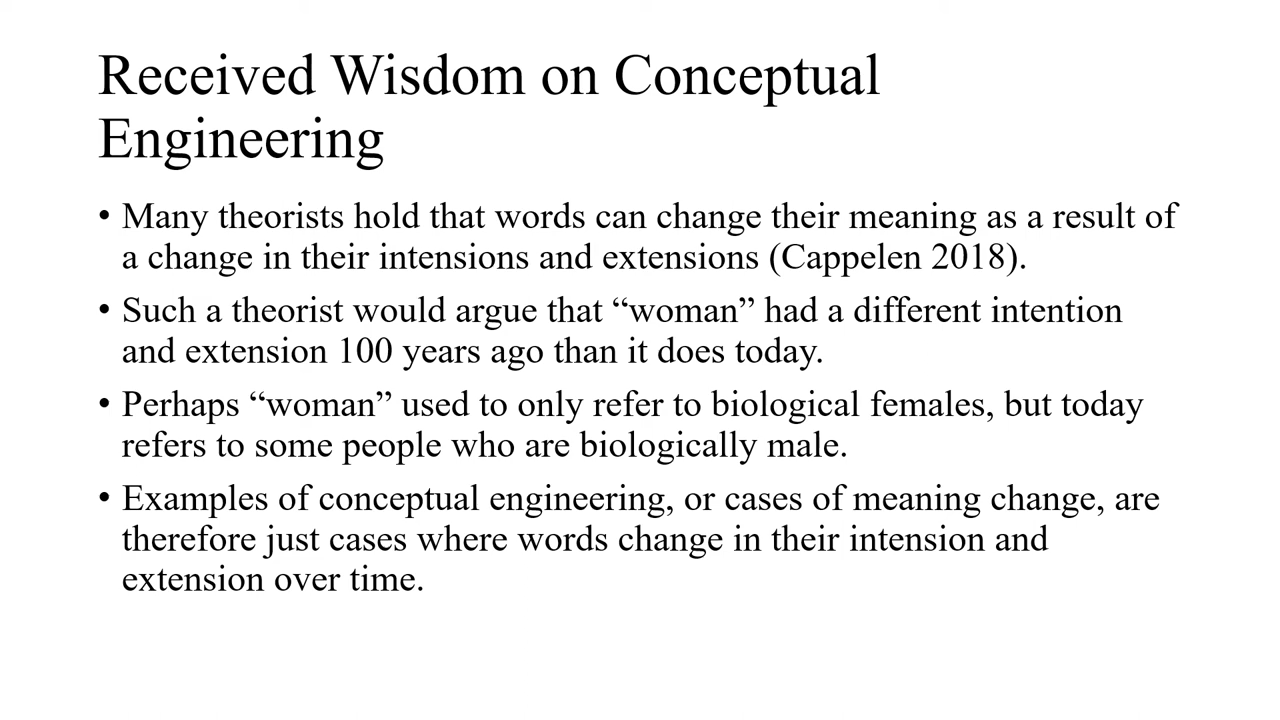 Received Wisdom on Conceptual
Engineering
• Many theorists hold that words can change their meaning as a result of
a change in their intensions and extensions (Cappelen 2018).
• Such a theorist would argue that “woman” had a different intention
and extension 100 years ago than it does today.
• Perhaps “woman” used to only refer to biological females, but today
refers to some people who are biologically male.
• Examples of conceptual engineering, or cases of meaning change, are
therefore just cases where words change in their intension and
extension over time.